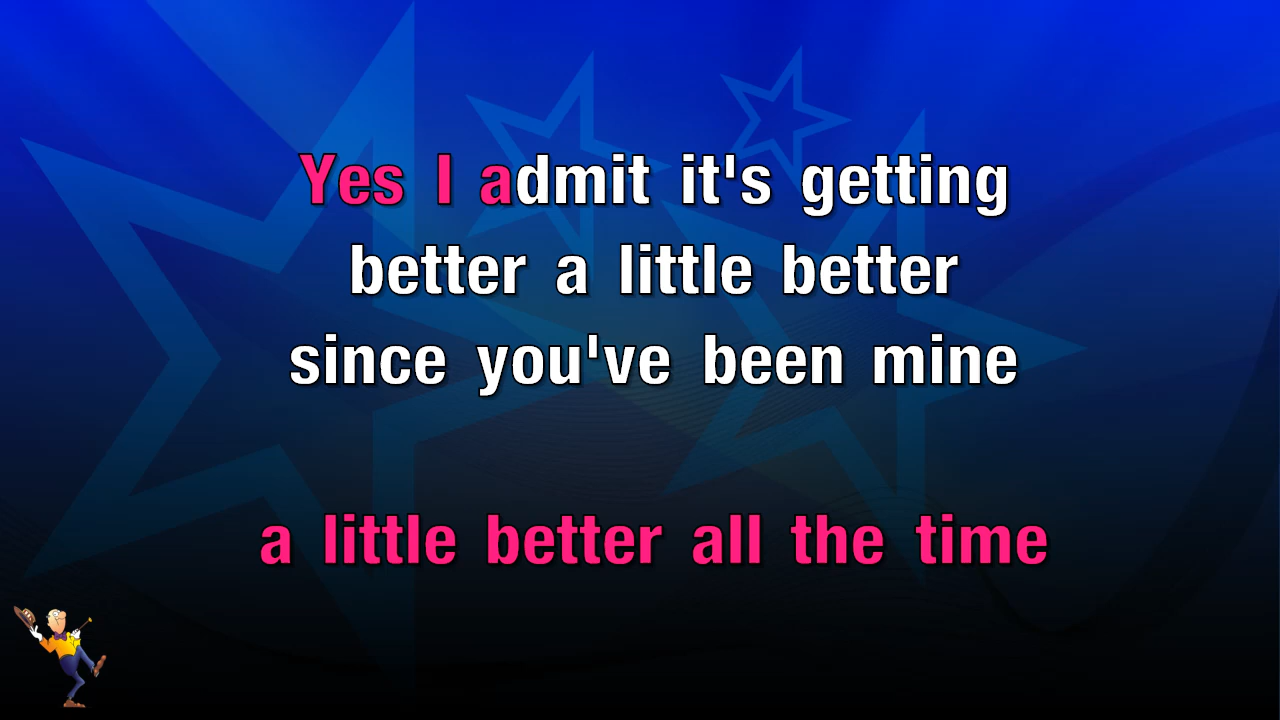 Yes I admit it's getting
better a little better
since you've been mine
a little better all the time